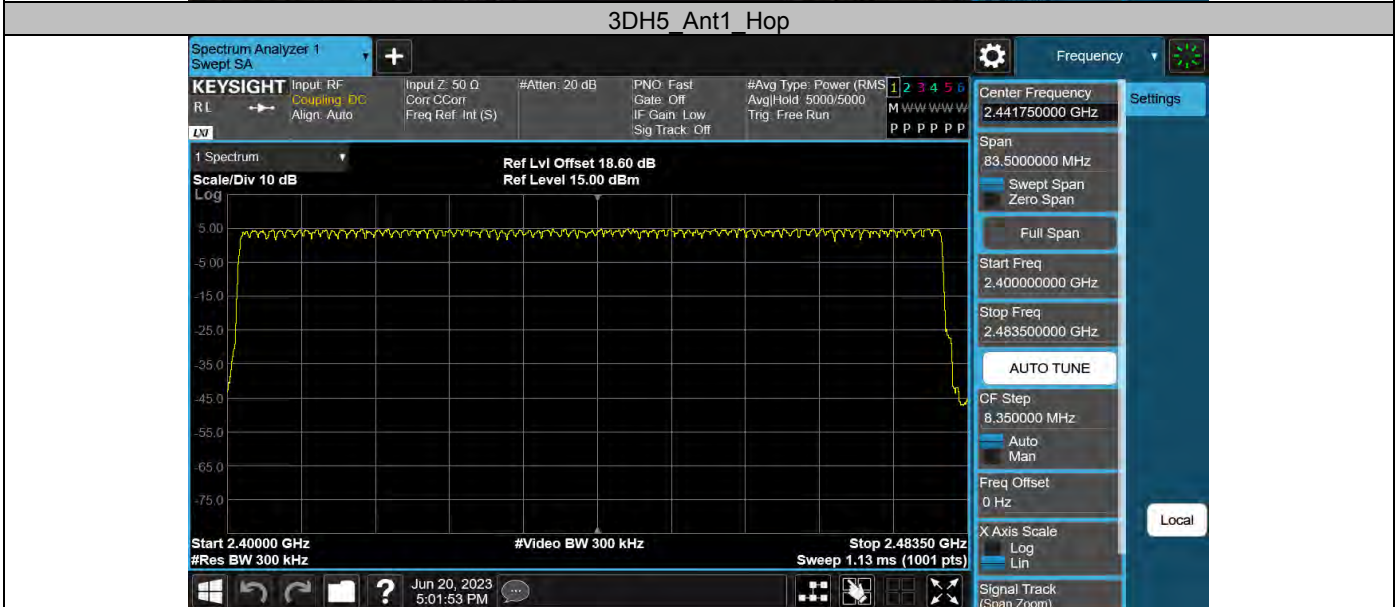 3DH5_Ant1_Hop
Spectrum Analyzer 1
Swept SA
+
Frequency
KEYSIGHT
RL
LXI
Input: RF
Coupling: DC
Align: Auto
Input Z: 50 Ω
Corr CCorr
Freq Ref: Int (S)
#Atten: 20 dB
PNO: Fast
Gate: Off
IF Gain: Low
Sig Track: Off
#Avg Type: Power (RMS
Avg|Hold: 5000/5000
Trig: Free Run
1 2 3 4 5 6
M W W W W W
P P P P P P
Center Frequency
2.441750000 GHz
Settings
1 Spectrum
Scale/Div 10 dB
Log
Ref Lvl Offset 18.60 dB
Ref Level 15.00 dBm
Span
83.5000000 MHz
Swept Span
Zero Span
Full Span
Start Freq
2.400000000 GHz
Stop Freq
2.483500000 GHz
AUTO TUNE
CF Step
8.350000 MHz
Auto
Man
Freq Offset
0 Hz
X Axis Scale
Log
Lin
Signal Track
(Span Zoom)
Local
5.00
-5.00
-15.0
-25.0
-35.0
-45.0
-55.0
-65.0
-75.0
Start 2.40000 GHz
#Res BW 300 kHz
#Video BW 300 kHz
Stop 2.48350 GHz
Sweep 1.13 ms (1001 pts)
?
Jun 20, 2023
5:01:53 PM